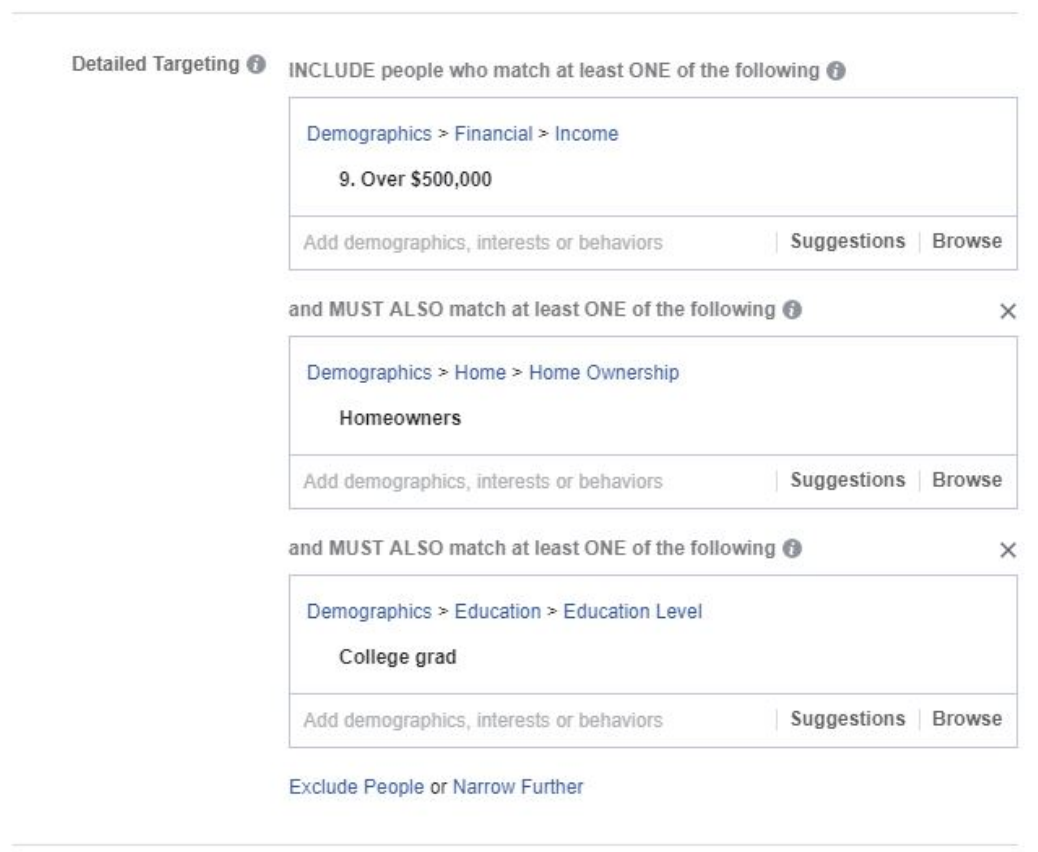 Detailed Targeting
INCLUDE people who match at least ONE of the following
Demographics > Financial > Income
9. Over $500,000
Add demographics, interests or behaviors Suggestions Browse
and MUST ALSO match at least ONE of the following
Demographics > Home > Home Ownership
Homeowners
Add demographics, interests or behaviors Suggestions Browse
and MUST ALSO match at least ONE of the following
Demographics > Education > Education Level
College grad
Add demographics, interests or behaviors Suggestions Browse
Exclude People or Narrow Further